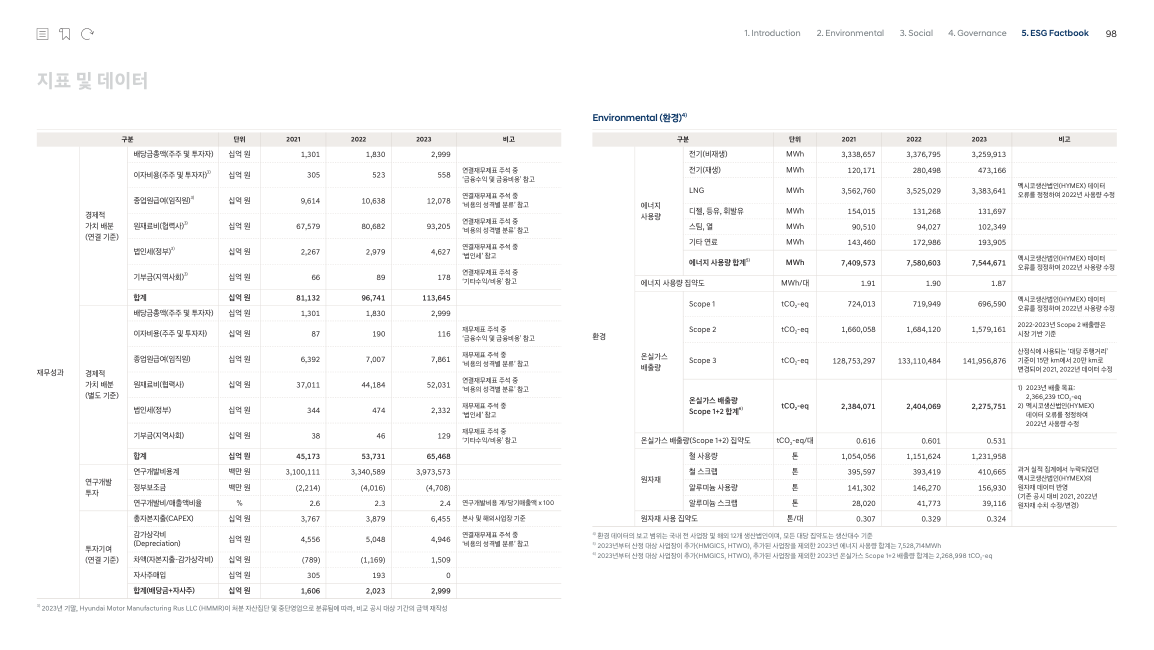 1. Introduction 2. Environmental 3. Social 4. Governance 5. ESG Factbook 98
지표 및 데이터
구분 단위 2021 2022 2023 비고
재무성과
경제적
가치 배분
(연결 기준)
배당금총액(주주 및 투자자) 십억 원 1,301 1,830 2,999
이자비용(주주 및 투자자)3) 십억 원 305 523 558 연결재무제표 주석 중
'금융수익 및 금융비용' 참고
종업원급여(임직원)3) 십억 원 9,614 10,638 12,078 연결재무제표 주석 중
'비용의 성격별 분류' 참고
원재료비(협력사)3) 십억 원 67,579 80,682 93,205 연결재무제표 주석 중
'비용의 성격별 분류' 참고
법인세(정부)3) 십억 원 2,267 2,979 4,627 연결재무제표 주석 중
'법인세' 참고
기부금(지역사회)3) 십억 원 66 89 178 연결재무제표 주석 중
'기타수익/비용' 참고
합계 십억 원 81,132 96,741 113,645
경제적
가치 배분
(별도 기준)
배당금총액(주주 및 투자자) 십억 원 1,301 1,830 2,999
이자비용(주주 및 투자자) 십억 원 87 190 116 재무제표 주석 중
'금융수익 및 금융비용' 참고
종업원급여(임직원) 십억 원 6,392 7,007 7,861 재무제표 주석 중
'비용의 성격별 분류' 참고
원재료비(협력사) 십억 원 37,011 44,184 52,031 재무제표 주석 중
'비용의 성격별 분류' 참고
법인세(정부) 십억 원 344 474 2,332 재무제표 주석 중
'법인세' 참고
기부금(지역사회) 십억 원 38 46 129 재무제표 주석 중
'기타수익/비용' 참고
합계 십억 원 45,173 53,731 65,468
연구개발
투자
연구개발비용계 백만 원 3,100,111 3,340,589 3,973,573
정부보조금 백만 원 (2,214) (4,016) (4,708)
연구개발비/매출액비율 % 2.6 2.3 2.4 연구개발비용 계/당기매출액 x 100
투자기여
(연결 기준)
총자본지출(CAPEX) 십억 원 3,767 3,879 6,455 본사 및 해외사업장 기준
감가상각비
(Depreciation) 십억 원 4,556 5,048 4,946 연결재무제표 주석 중
'비용의 성격별 분류' 참고
차액(자본지출-감가상각비) 십억 원 (789) (1,169) 1,509
자사주매입 십억 원 305 193 0
합계(배당금+자사주) 십억 원 1,606 2,023 2,999
3) 2023년 기말, Hyundai Motor Manufacturing Rus LLC (HMMR)이 처분 자산집단 및 중단영업으로 분류됨에 따라, 비교 공시 대상 기간의 금액 재작성
Environmental (환경)4)
구분 단위 2021 2022 2023 비고
환경
에너지
사용량
전기(비재생) MWh 3,338,657 3,376,795 3,259,913
전기(재생) MWh 120,171 280,498 473,166
LNG MWh 3,562,760 3,525,029 3,383,641 멕시코생산법인(HYMEX) 데이터
오류를 정정하여 2022년 사용량 수정
디젤, 등유, 휘발유 MWh 154,015 131,268 131,697
스팀, 열 MWh 90,510 94,027 102,349
기타 연료 MWh 143,460 172,986 193,905
에너지 사용량 합계5) MWh 7,409,573 7,580,603 7,544,671 멕시코생산법인(HYMEX) 데이터
오류를 정정하여 2022년 사용량 수정
에너지 사용량 집약도 MWh/대 1.91 1.90 1.87
온실가스
배출량
Scope 1 tCO₂-eq 724,013 719,949 696,590 멕시코생산법인(HYMEX) 데이터
오류를 정정하여 2022년 사용량 수정
Scope 2 tCO₂-eq 1,660,058 1,684,120 1,579,161 2022-2023년 Scope 2 배출량은
시장 기반 기준
Scope 3 tCO₂-eq 128,753,297 133,110,484 141,956,876 산정식에 사용되는 '대당 주행거리'
기준이 15만 km에서 20만 km로
변경되어 2021, 2022년 데이터 수정
온실가스 배출량
Scope 1+2 합계6) tCO₂-eq 2,384,071 2,404,069 2,275,751 1) 2023년 배출 목표:
2,366,239 tCO₂-eq
2) 멕시코생산법인(HYMEX)
데이터 오류를 정정하여
2022년 사용량 수정
온실가스 배출량(Scope 1+2) 집약도 tCO₂-eq/대 0.616 0.601 0.531
원자재
철 사용량 톤 1,054,056 1,151,624 1,231,958
철 스크랩 톤 395,597 393,419 410,665
알루미늄 사용량 톤 141,302 146,270 156,930
알루미늄 스크랩 톤 28,020 41,773 39,116
과거 실적 집계에서 누락되었던
멕시코생산법인(HYMEX)의
원자재 데이터 반영
(기존 공시 대비 2021, 2022년
원자재 수치 수정/변경)
원자재 사용 집약도 톤/대 0.307 0.329 0.324
4) 환경 데이터의 보고 범위는 국내 전 사업장 및 해외 12개 생산법인이며, 모든 대당 집약도는 생산대수 기준
5) 2023년부터 산정 대상 사업장이 추가(HMGICS, HTWO), 추가된 사업장을 제외한 2023년 에너지 사용량 합계는 7,528,714MWh
6) 2023년부터 산정 대상 사업장이 추가(HMGICS, HTWO), 추가된 사업장을 제외한 2023년 온실가스 Scope 1+2 배출량 합계는 2,268,998 tCO₂-eq